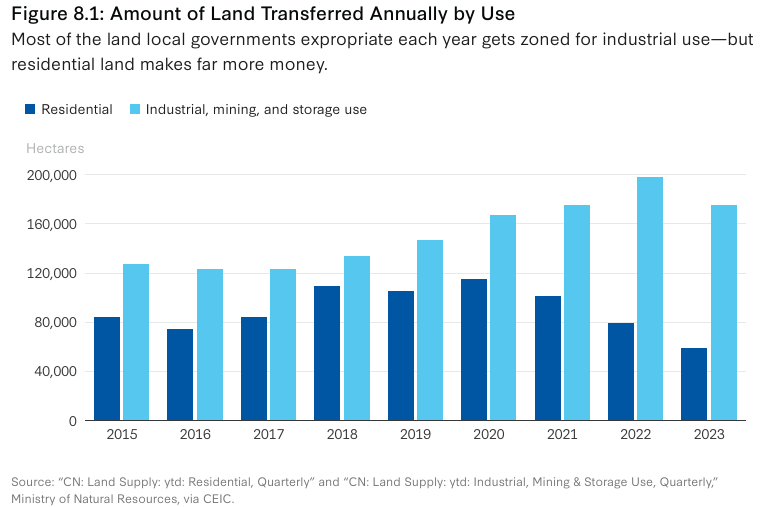 Figure 8.1: Amount of Land Transferred Annually by Use
Most of the land local governments expropriate each year gets zoned for industrial use—but
residential land makes far more money.
Residential
Industrial, mining, and storage use
Hectares
200,000
160,000
120,000
80,000
40,000
0
2015
2016
2017
2018
2019
2020
2021
2022
2023
Source: “CN: Land Supply: ytd: Residential, Quarterly” and “CN: Land Supply: ytd: Industrial, Mining & Storage Use, Quarterly,”
Ministry of Natural Resources, via CEIC.